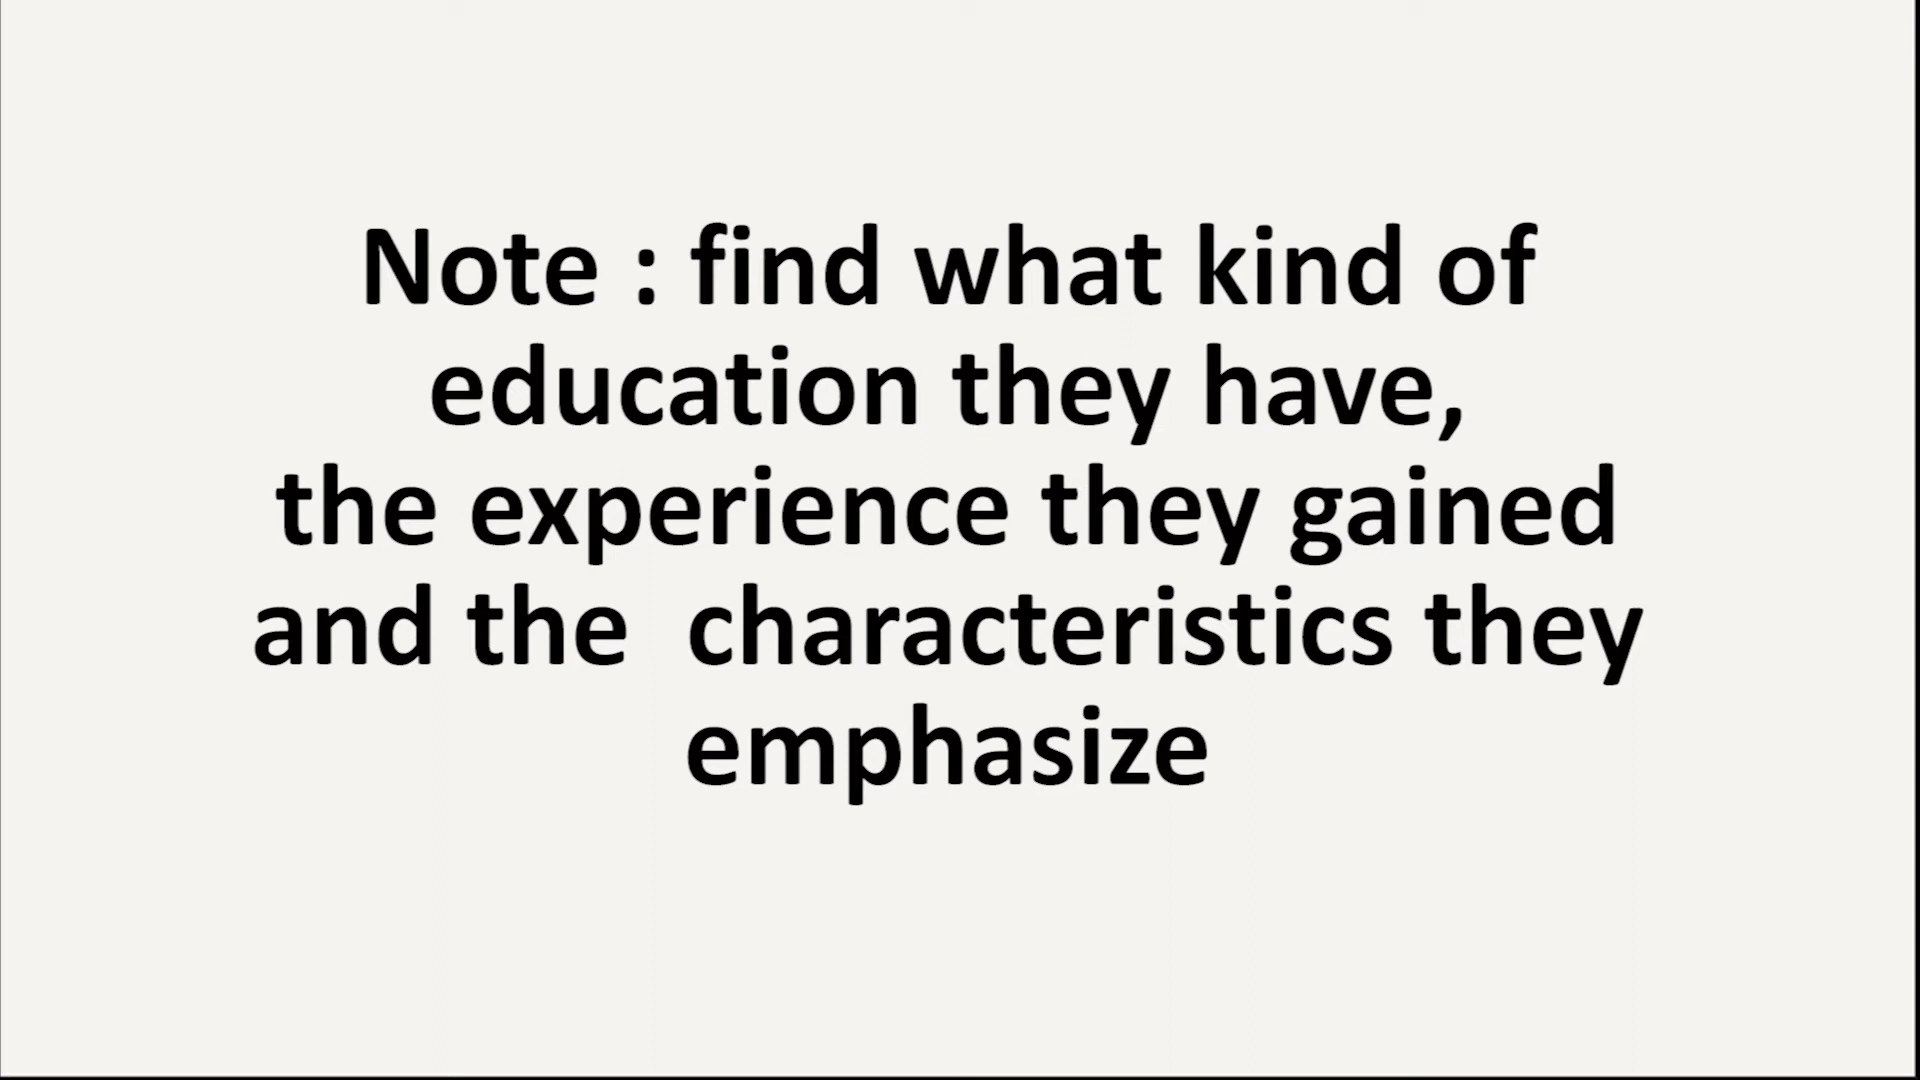 Note : find what kind of
education they have,
the experience they gained
and the  characteristics they
emphasize